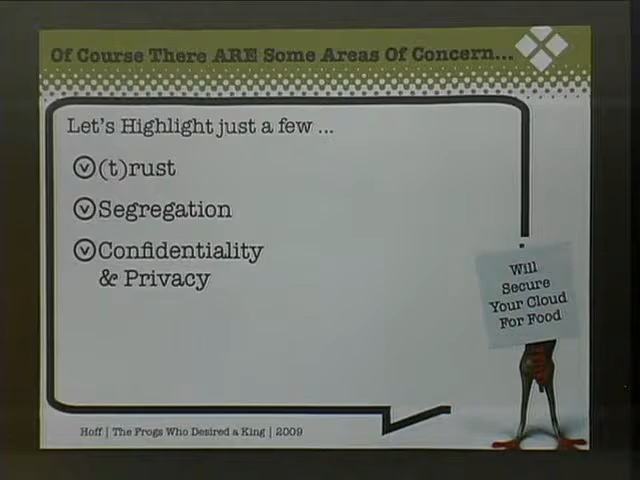 Of Course There ARE Some Areas Of Concern...
Let's Highlight just a few ...
(t)rust
Segregation
Confidentiality
& Privacy
Will
Secure
Your Cloud
For Food
Hoff | The Frogs Who Desired a King | 2009